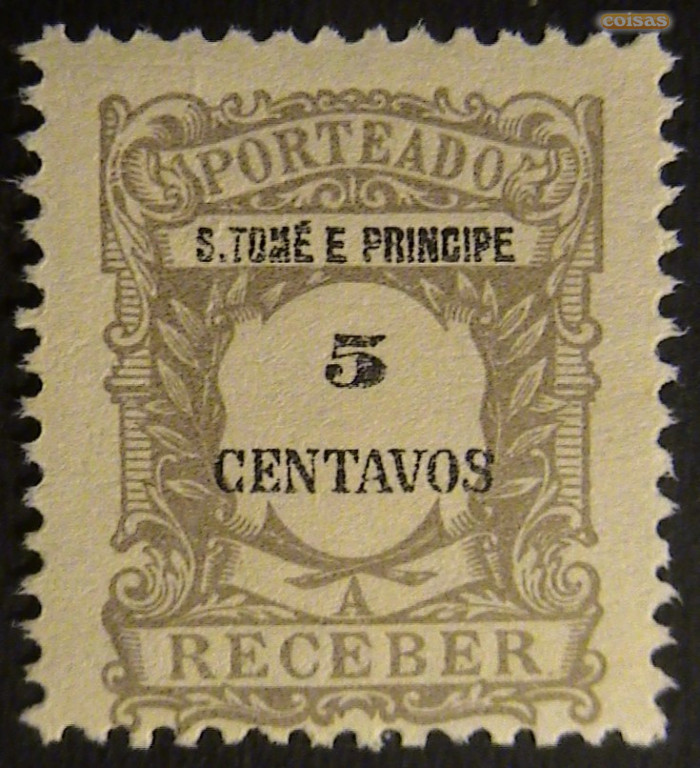 coisas
PORTEADO
S.TOMÉ E PRINCIPE
5
CENTAVOS
A
RECEBER